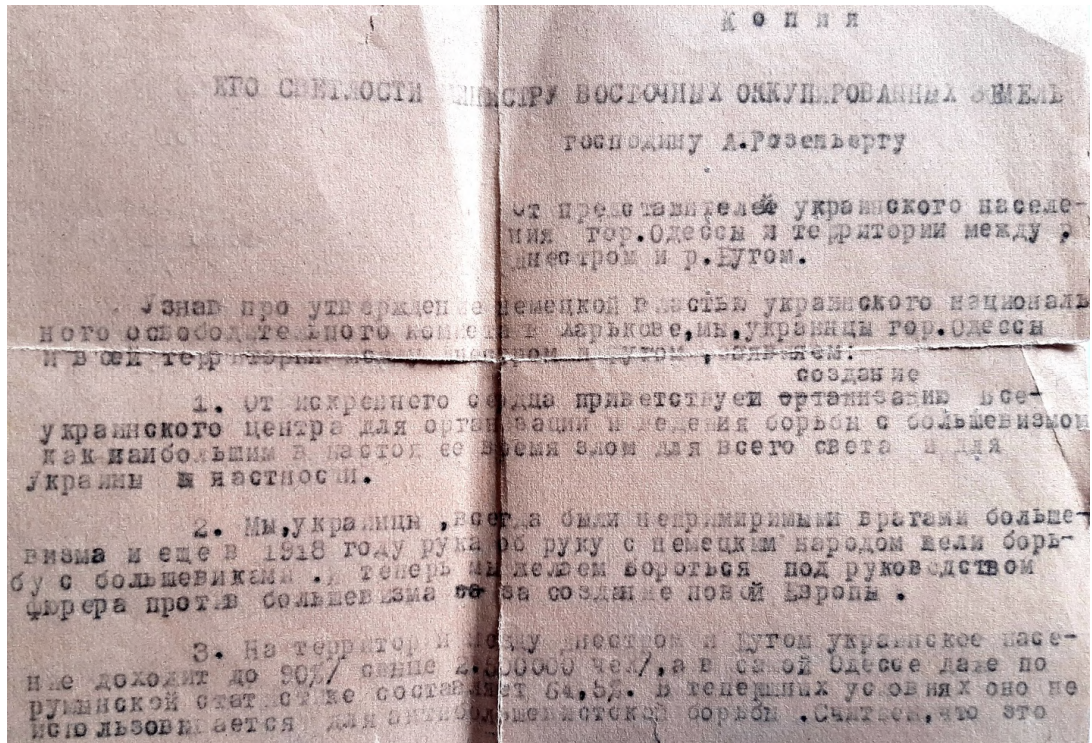 Копия
ЕГО СВЕТЛОСТИ МИНИСТРУ ВОСТОЧНЫХ ОККУПИРОВАННЫХ ЗЕМЕЛЬ
господину А.Розенбергу
От представителей украинского населе-
ния гор.Одессы и территории между р.
Днестром и р.Бугом.
Узнав про утверждение немецкой властью украинского националь
ного освободительного комитета в Харькове,мы,украинцы гор.Одессы
и всей территории Днестром и Бугом,
создание
1. От искреннего сердца приветствуем организацию Все-
украинского центра для организации и ведения борьбы с большевизмом
как наибольшим в настоящее время злом для всего света и для
Украины в частности.
2. Мы,украинцы ,всегда были непримиримыми врагами больше-
визма и еще в 1918 году рука об руку с немецким народом вели борь-
бу с большевиками . И теперь мы желаем бороться под руководством
фюрера против большевизма за создание новой Европы .
3. На территории между Днестром и Бугом украинское насе-
ние доходит до 90%/ свыше 2.500000 чел/,а в самой Одессе даже по
румынской статистике составляет 64,5%. В теперешних условиях оно не
использовывается для антибольшевистской борьбы .Считаем,что это